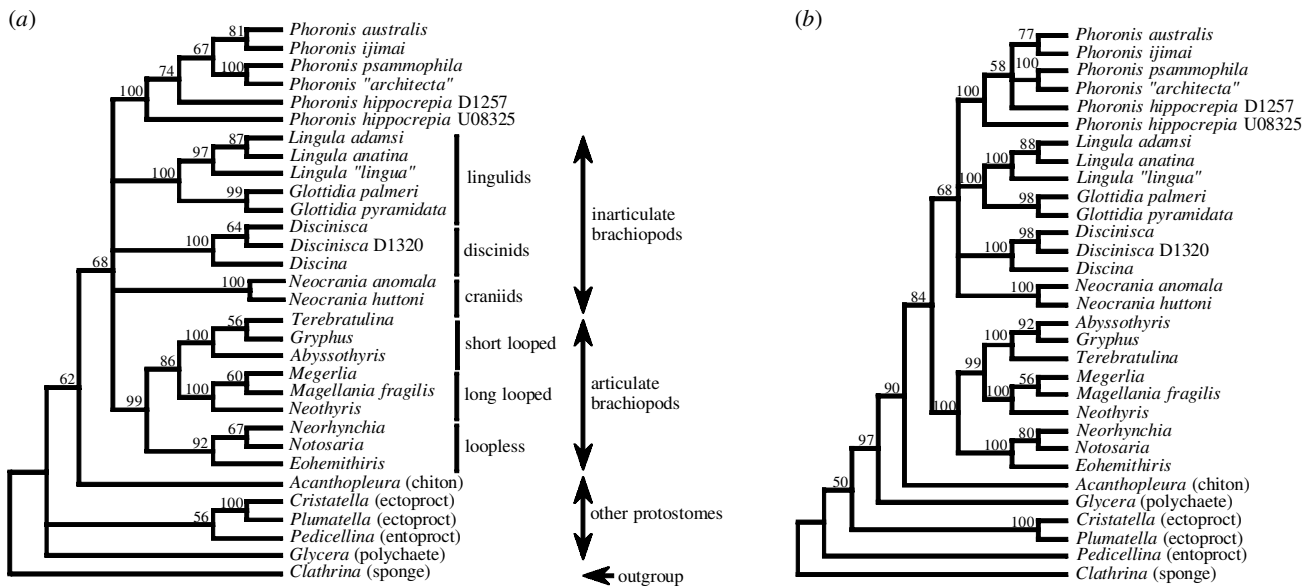 (a)
81
Phoronis australis
67
Phoronis ijimai
74
100
Phoronis psammophila
Phoronis "architecta"
100
Phoronis hippocrepia D1257
Phoronis hippocrepia U08325
87
Lingula adamsi
97
Lingula anatina
100
Lingula "lingua"
99
Glottidia palmeri
Glottidia pyramidata
lingulids
64
Discinisca
100
Discinisca D1320
Discina
discinids
inarticulate
brachiopods
68
100
Neocrania anomala
Neocrania huttoni
craniids
56
Terebratulina
100
Gryphus
Abyssothyris
short looped
86
60
Megerlia
100
Magellania fragilis
Neothyris
long looped
articulate
brachiopods
62
99
67
Neorhynchia
92
Notosaria
Eohemithiris
loopless
Acanthopleura (chiton)
100
Cristatella (ectoproct)
56
Plumatella (ectoproct)
Pedicellina (entoproct)
other protostomes
Glycera (polychaete)
Clathrina (sponge)
outgroup
(b)
77
Phoronis australis
58
Phoronis ijimai
100
Phoronis psammophila
100
Phoronis "architecta"
Phoronis hippocrepia D1257
Phoronis hippocrepia U08325
88
Lingula adamsi
100
Lingula anatina
68
100
Lingula "lingua"
98
Glottidia palmeri
Glottidia pyramidata
98
Discinisca
100
Discinisca D1320
Discina
84
100
Neocrania anomala
Neocrania huttoni
92
Abyssothyris
100
Gryphus
99
Terebratulina
56
Megerlia
90
100
Magellania fragilis
100
Neothyris
80
Neorhynchia
97
100
Notosaria
Eohemithiris
50
Acanthopleura (chiton)
Glycera (polychaete)
100
Cristatella (ectoproct)
Plumatella (ectoproct)
Pedicellina (entoproct)
Clathrina (sponge)